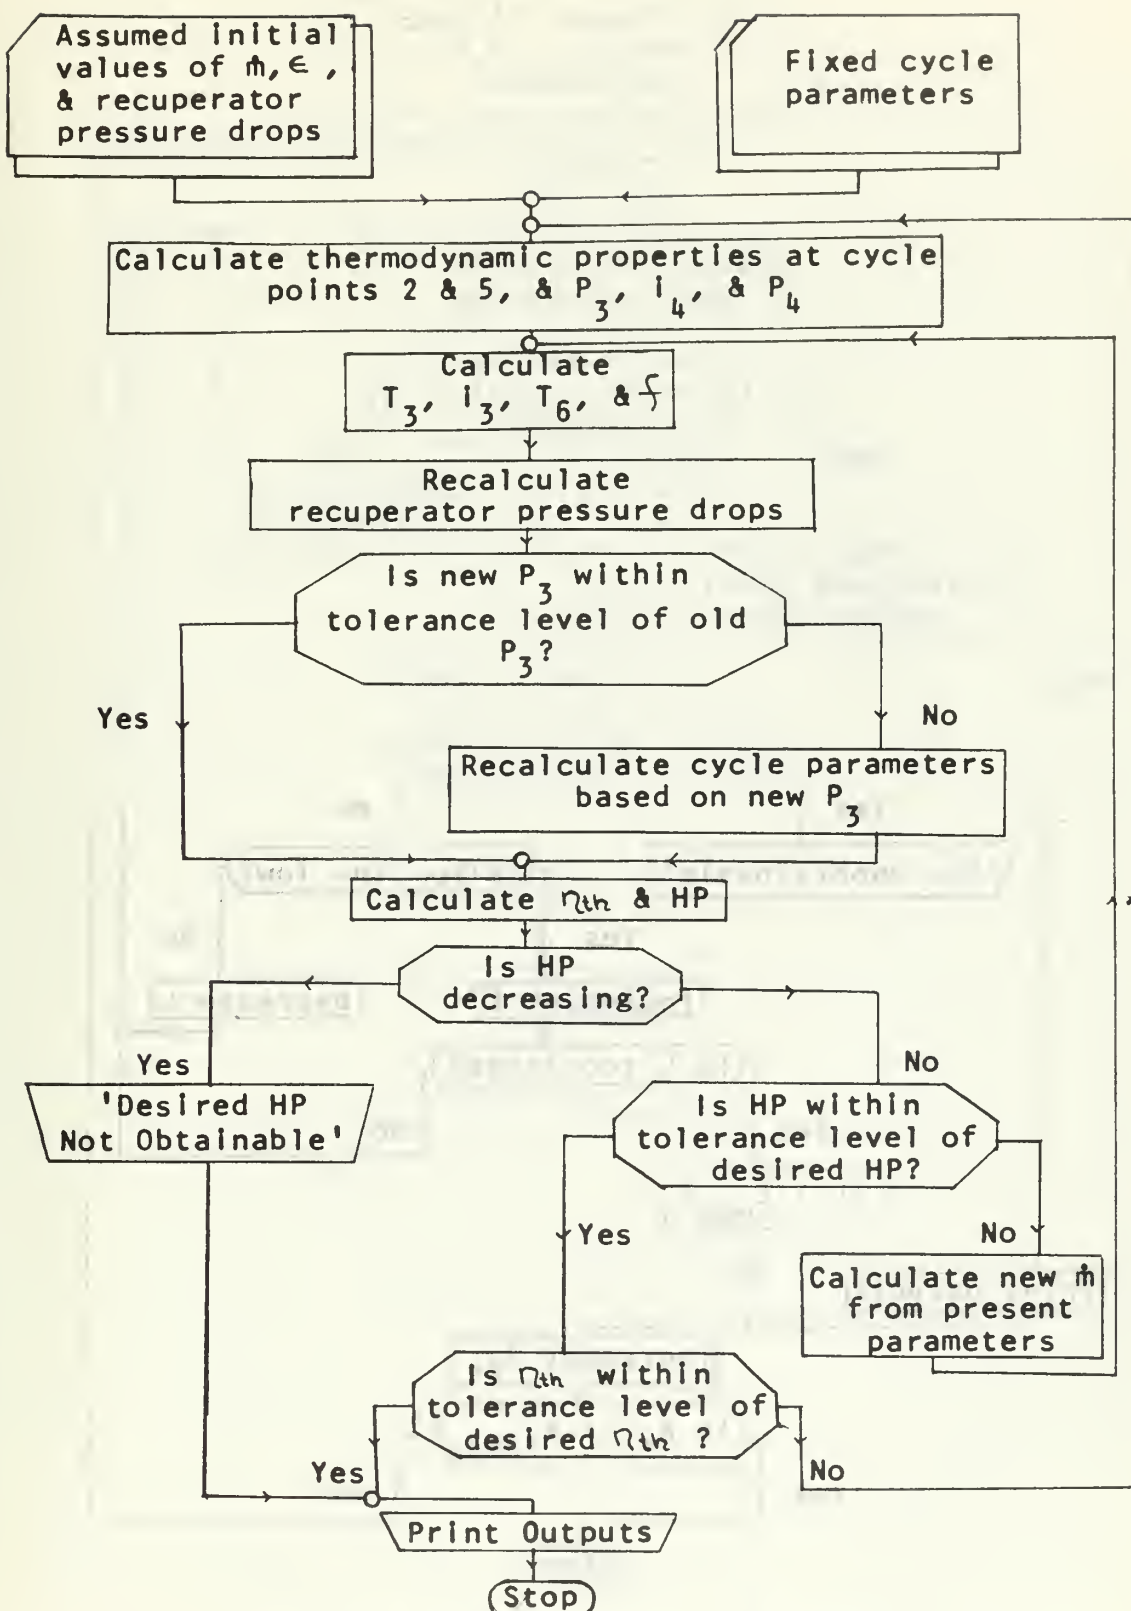 Assumed initial
values of ṁ, ϵ ,
& recuperator
pressure drops
Fixed cycle
parameters
Calculate thermodynamic properties at cycle
points 2 & 5, & P₃, i₄, & P₄
Calculate
T₃, i₃, T₆, & f
Recalculate
recuperator pressure drops
Is new P₃ within
tolerance level of old
P₃?
Yes
No
Recalculate cycle parameters
based on new P₃
Calculate ηth & HP
Is HP
decreasing?
Yes
No
'Desired HP
Not Obtainable'
Is HP within
tolerance level of
desired HP?
Yes
No
Calculate new ṁ
from present
parameters
Is ηth within
tolerance level of
desired ηth ?
Yes
No
Print Outputs
Stop